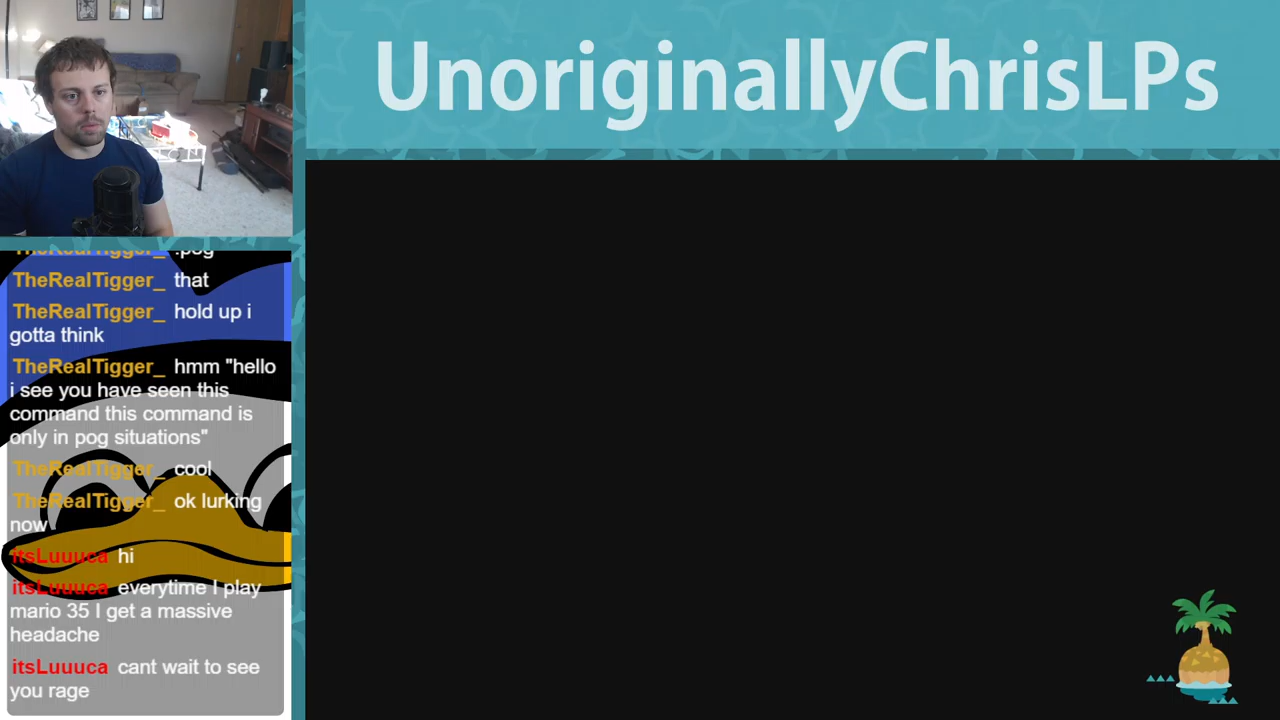 UnoriginallyChrisLPs
TheRealTigger_ :pog
TheRealTigger_ that
TheRealTigger_ hold up i
gotta think
TheRealTigger_ hmm "hello
i see you have seen this
command this command is
only in pog situations"
TheRealTigger_ cool
TheRealTigger_ ok lurking
now
itsLuuuca hi
itsLuuuca everytime I play
mario 35 I get a massive
headache
itsLuuuca cant wait to see
you rage